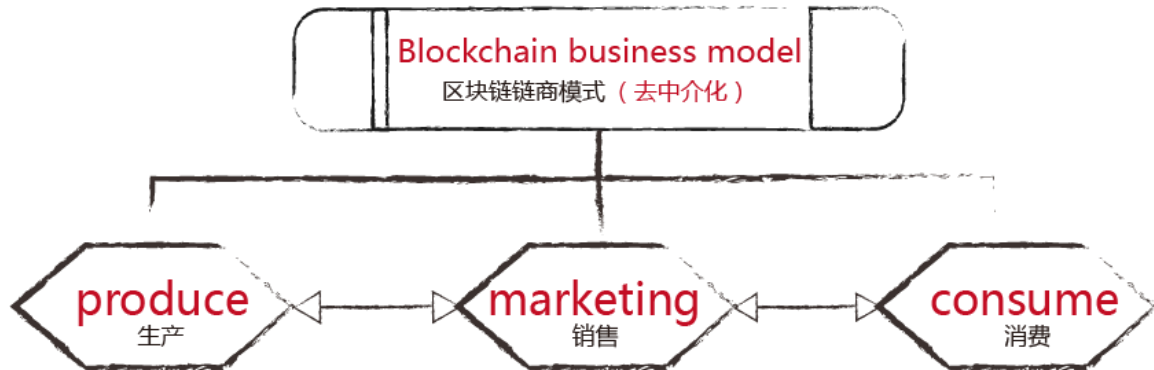 Blockchain business model
区块链链商模式（去中介化）
produce
生产
marketing
销售
consume
消费